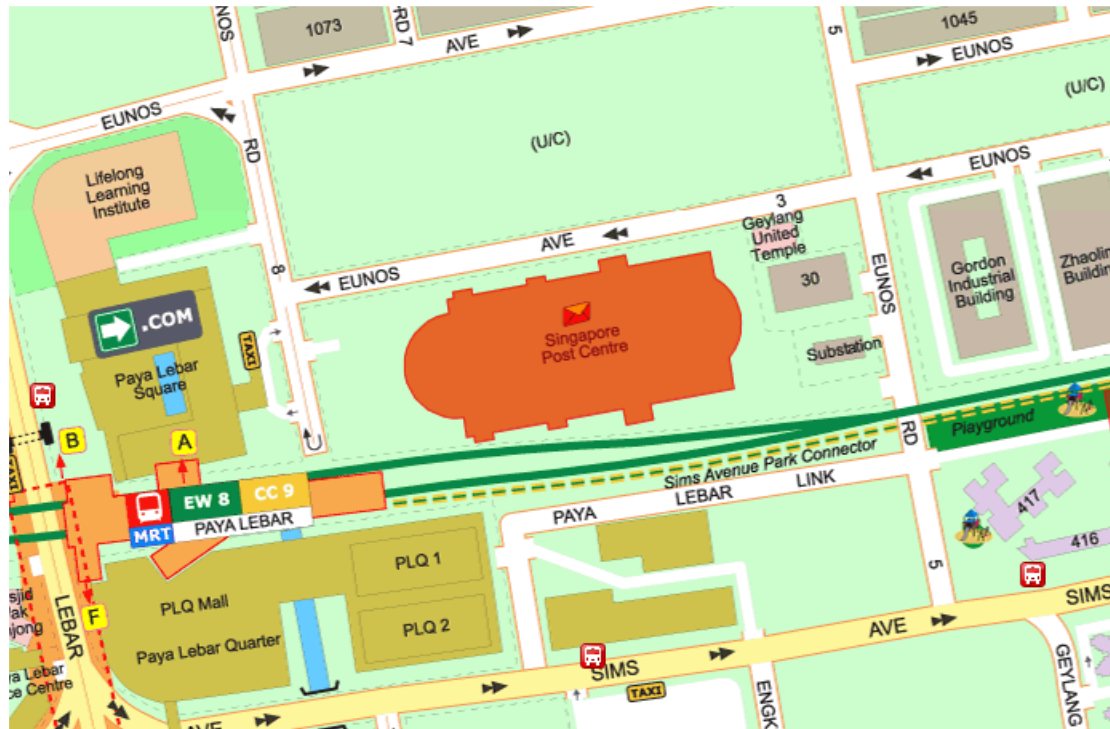 1073
RD 7
AVE
5
1045
EUNOS
EUNOS
RD
(U/C)
(U/C)
EUNOS
Lifelong
Learning
Institute
3
Geylang
United
Temple
AVE
EUNOS
8
EUNOS
30
Gordon
Industrial
Building
Building
.COM
TAXI
Singapore
Post Centre
Substation
Paya Lebar
Square
B
A
RD
Playground
Sims Avenue Park Connector
EW 8
CC 9
PAYA LEBAR
MRT
PAYA
LEBAR
LINK
417
416
5
PLQ 1
PLQ Mall
PLQ 2
F
LEBAR
Paya Lebar Quarter
SIMS
AVE
SIMS
TAXI
GEYLANG
ENGK
AVE